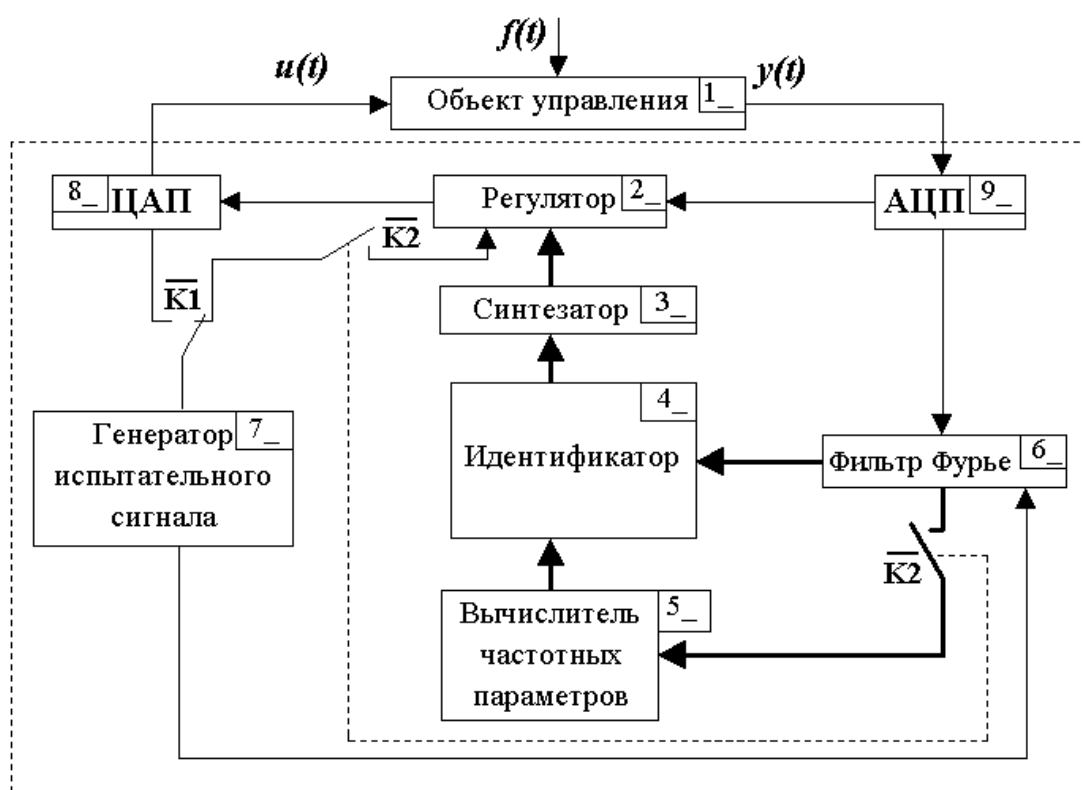 f(t)
u(t)
y(t)
Объект управления 1_
8_ ЦАП
Регулятор 2_
АЦП 9_
K2
K1
Синтезатор 3_
4_
Идентификатор
Генератор 7_
испытательного
сигнала
Фильтр Фурье 6_
K2
Вычислитель 5_
частотных
параметров